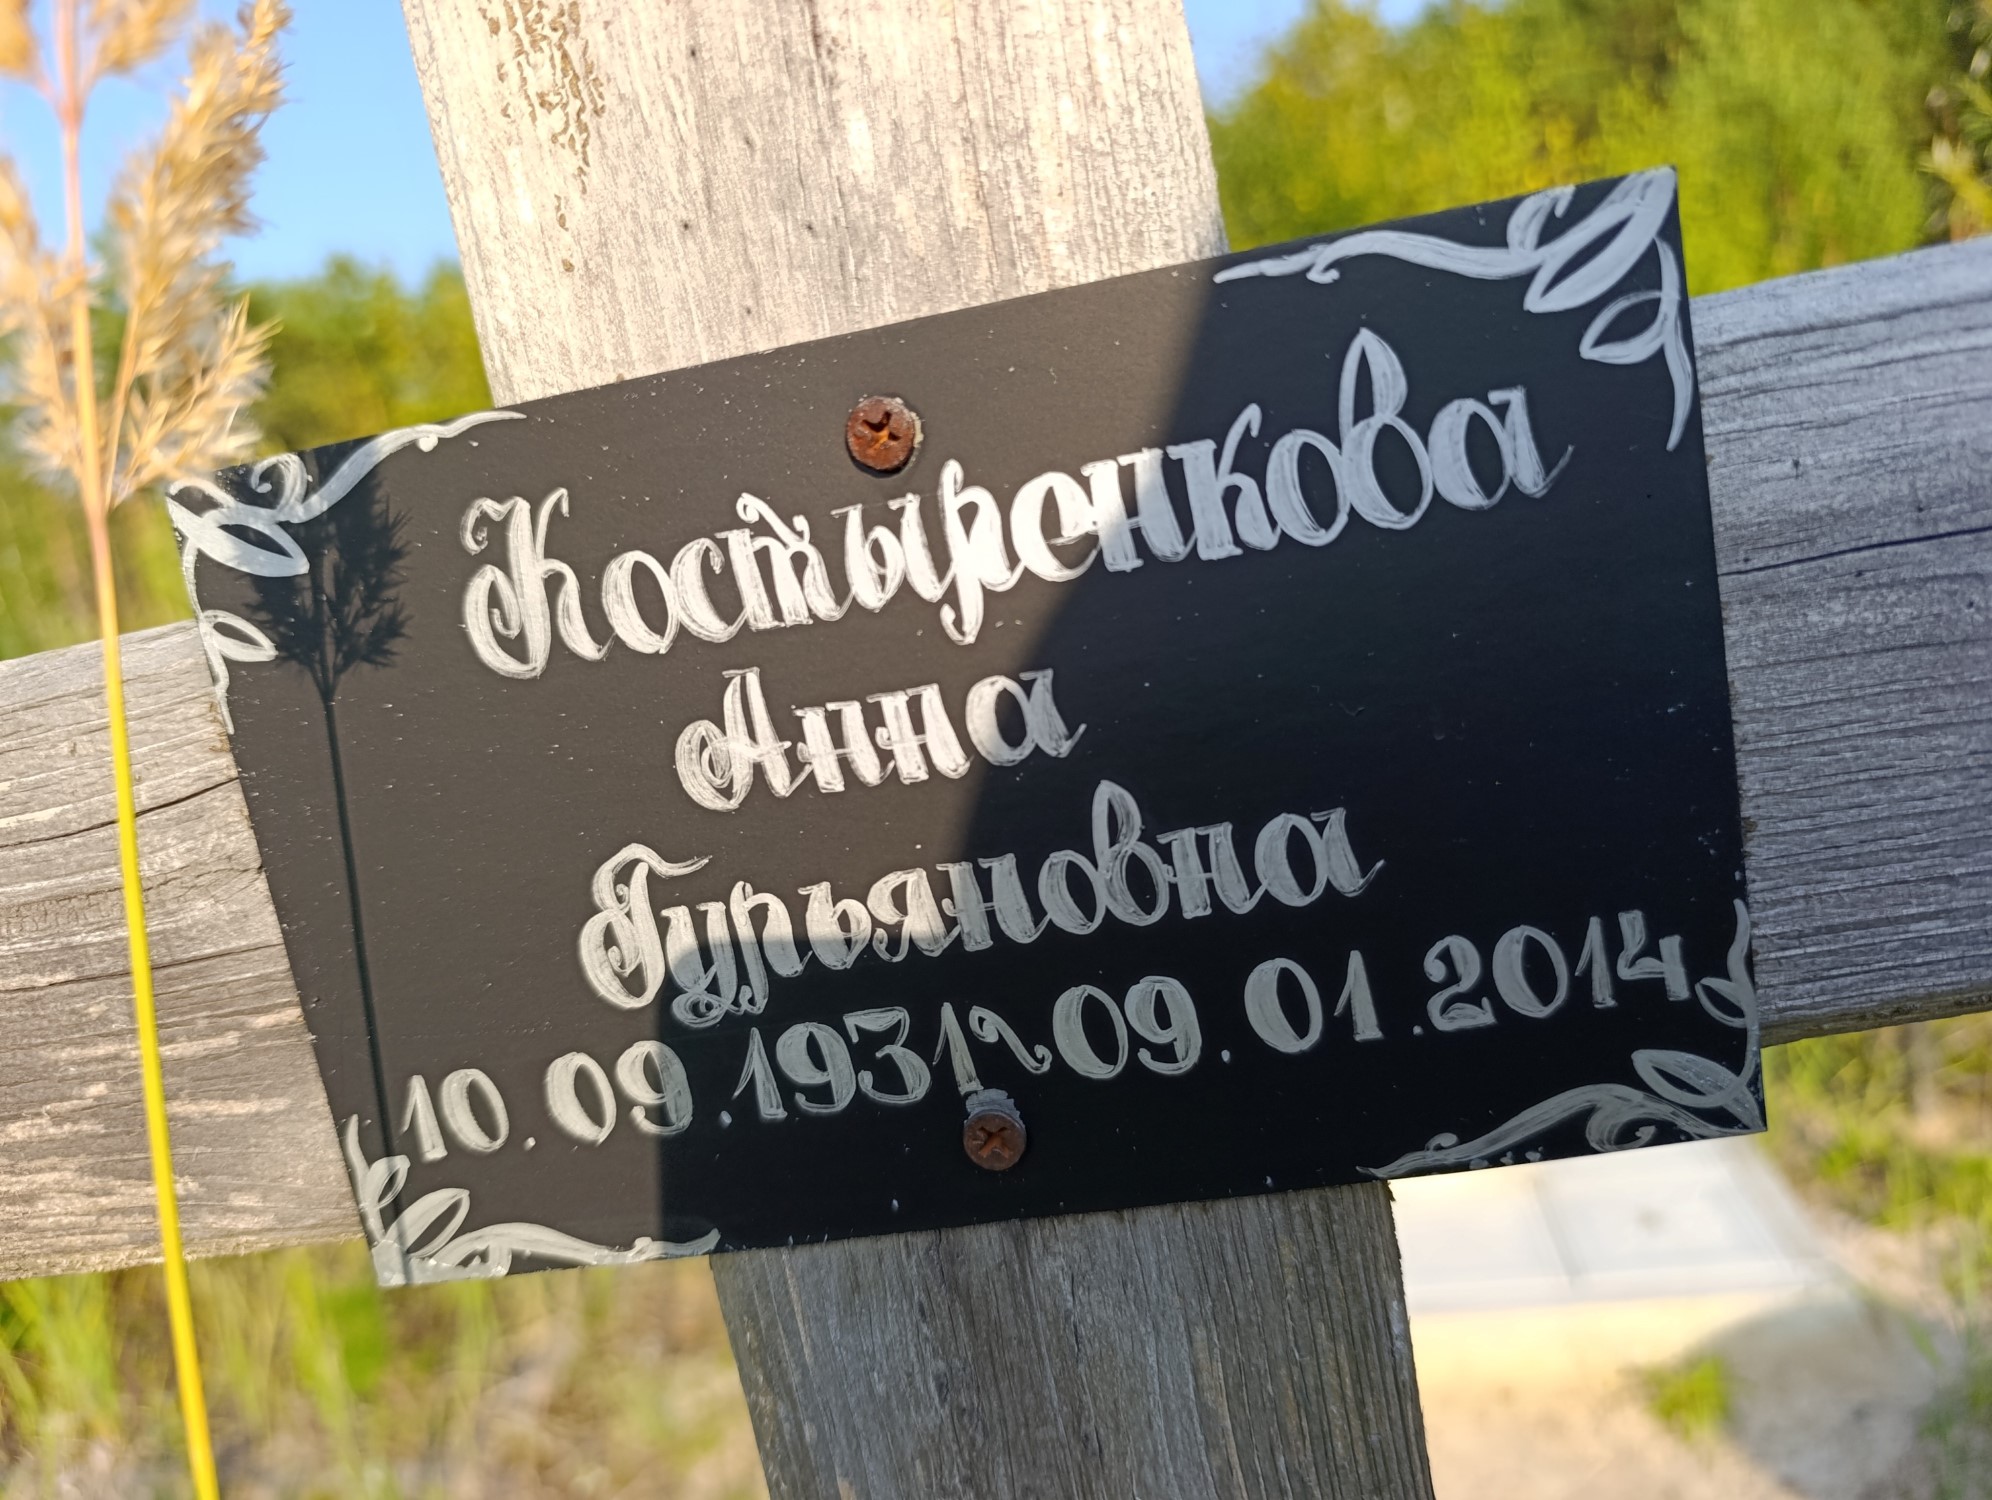 Костыренкова
Анна
Гурьяновна
10.09.1931~09.01.2014